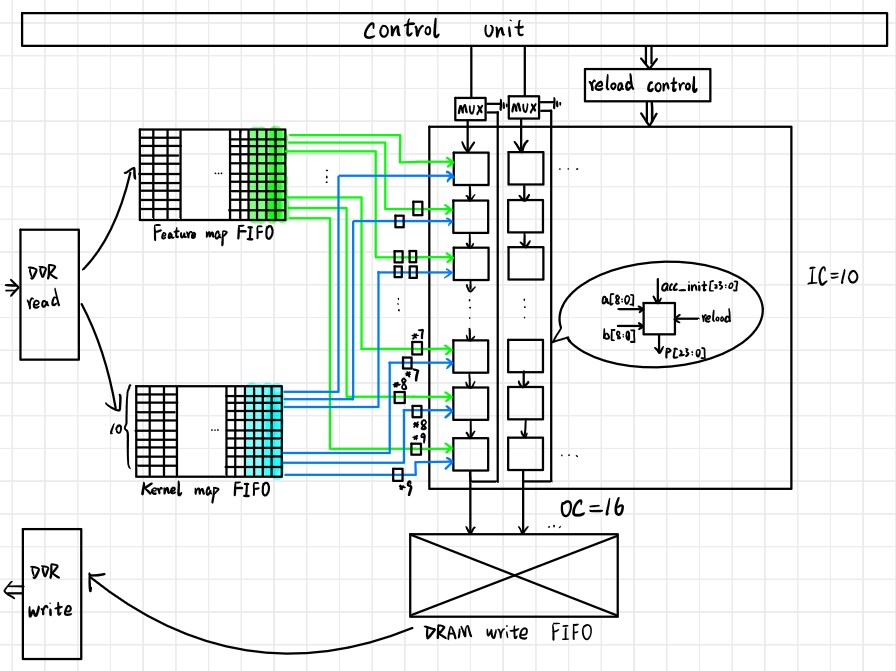 control unit
reload control
MUX
MUX
...
...
Feature map FIFO
DDR
read
IC=10
acc_init[23:0]
a[8:0]
reload
b[8:0]
P[23:0]
*7
*7
*8
*8
*9
10
...
Kernel map FIFO
*9
...
OC=16
...
DDR
write
DRAM write FIFO